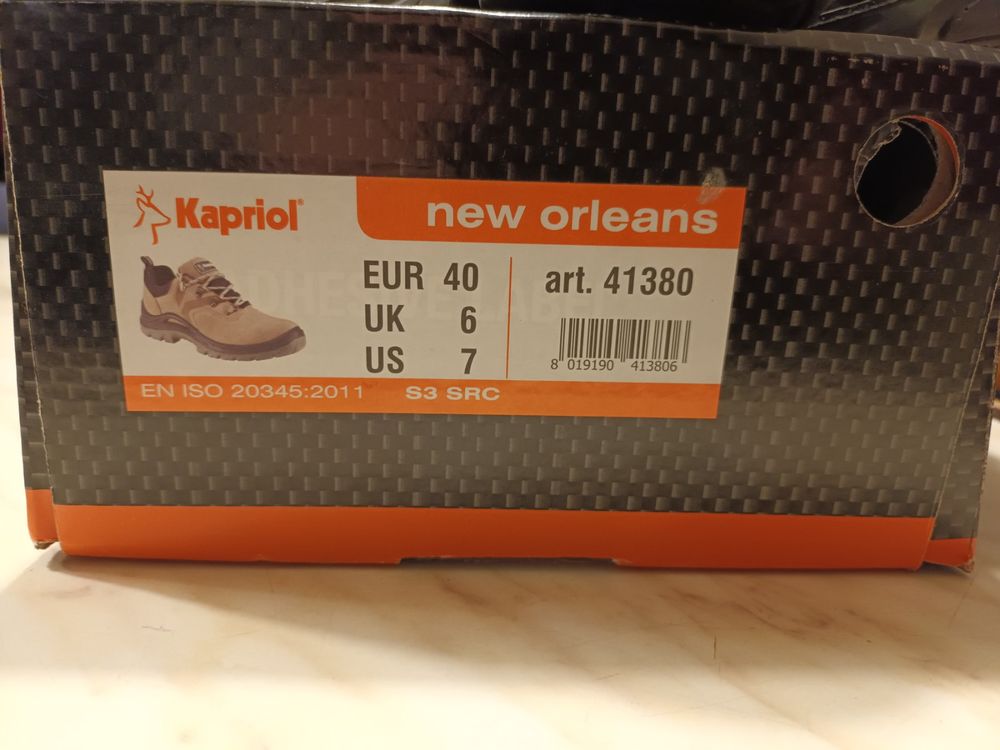 Kapriol®
new orleans
EUR 40
UK 6
US 7
art. 41380
8 019190 413806
EN ISO 20345:2011 S3 SRC